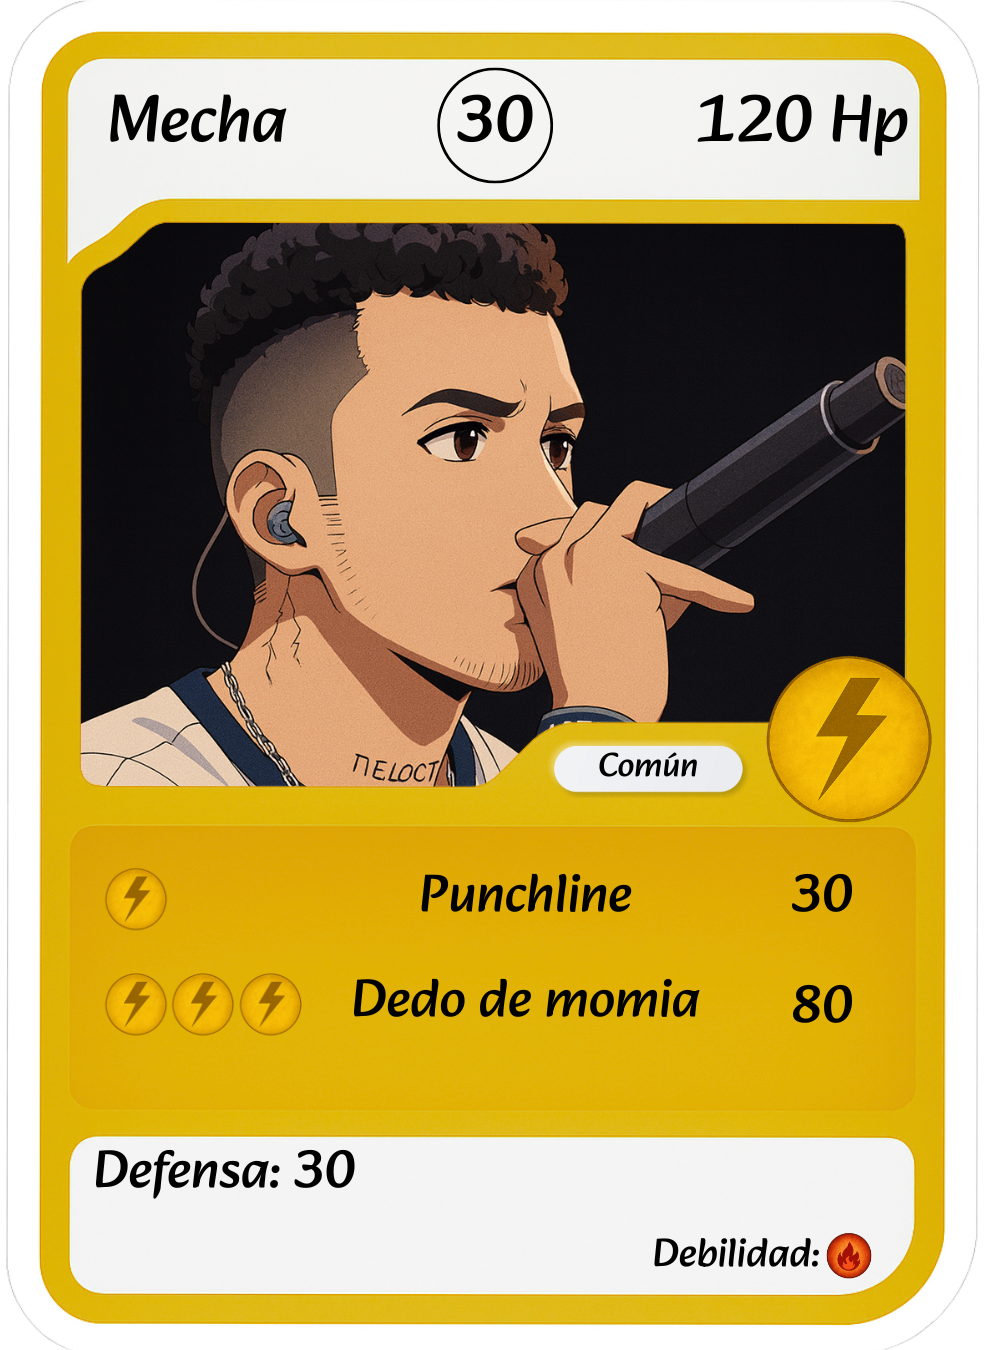 Mecha
30
120 Hp
Común
Punchline 30
Dedo de momia 80
Defensa: 30
Debilidad: